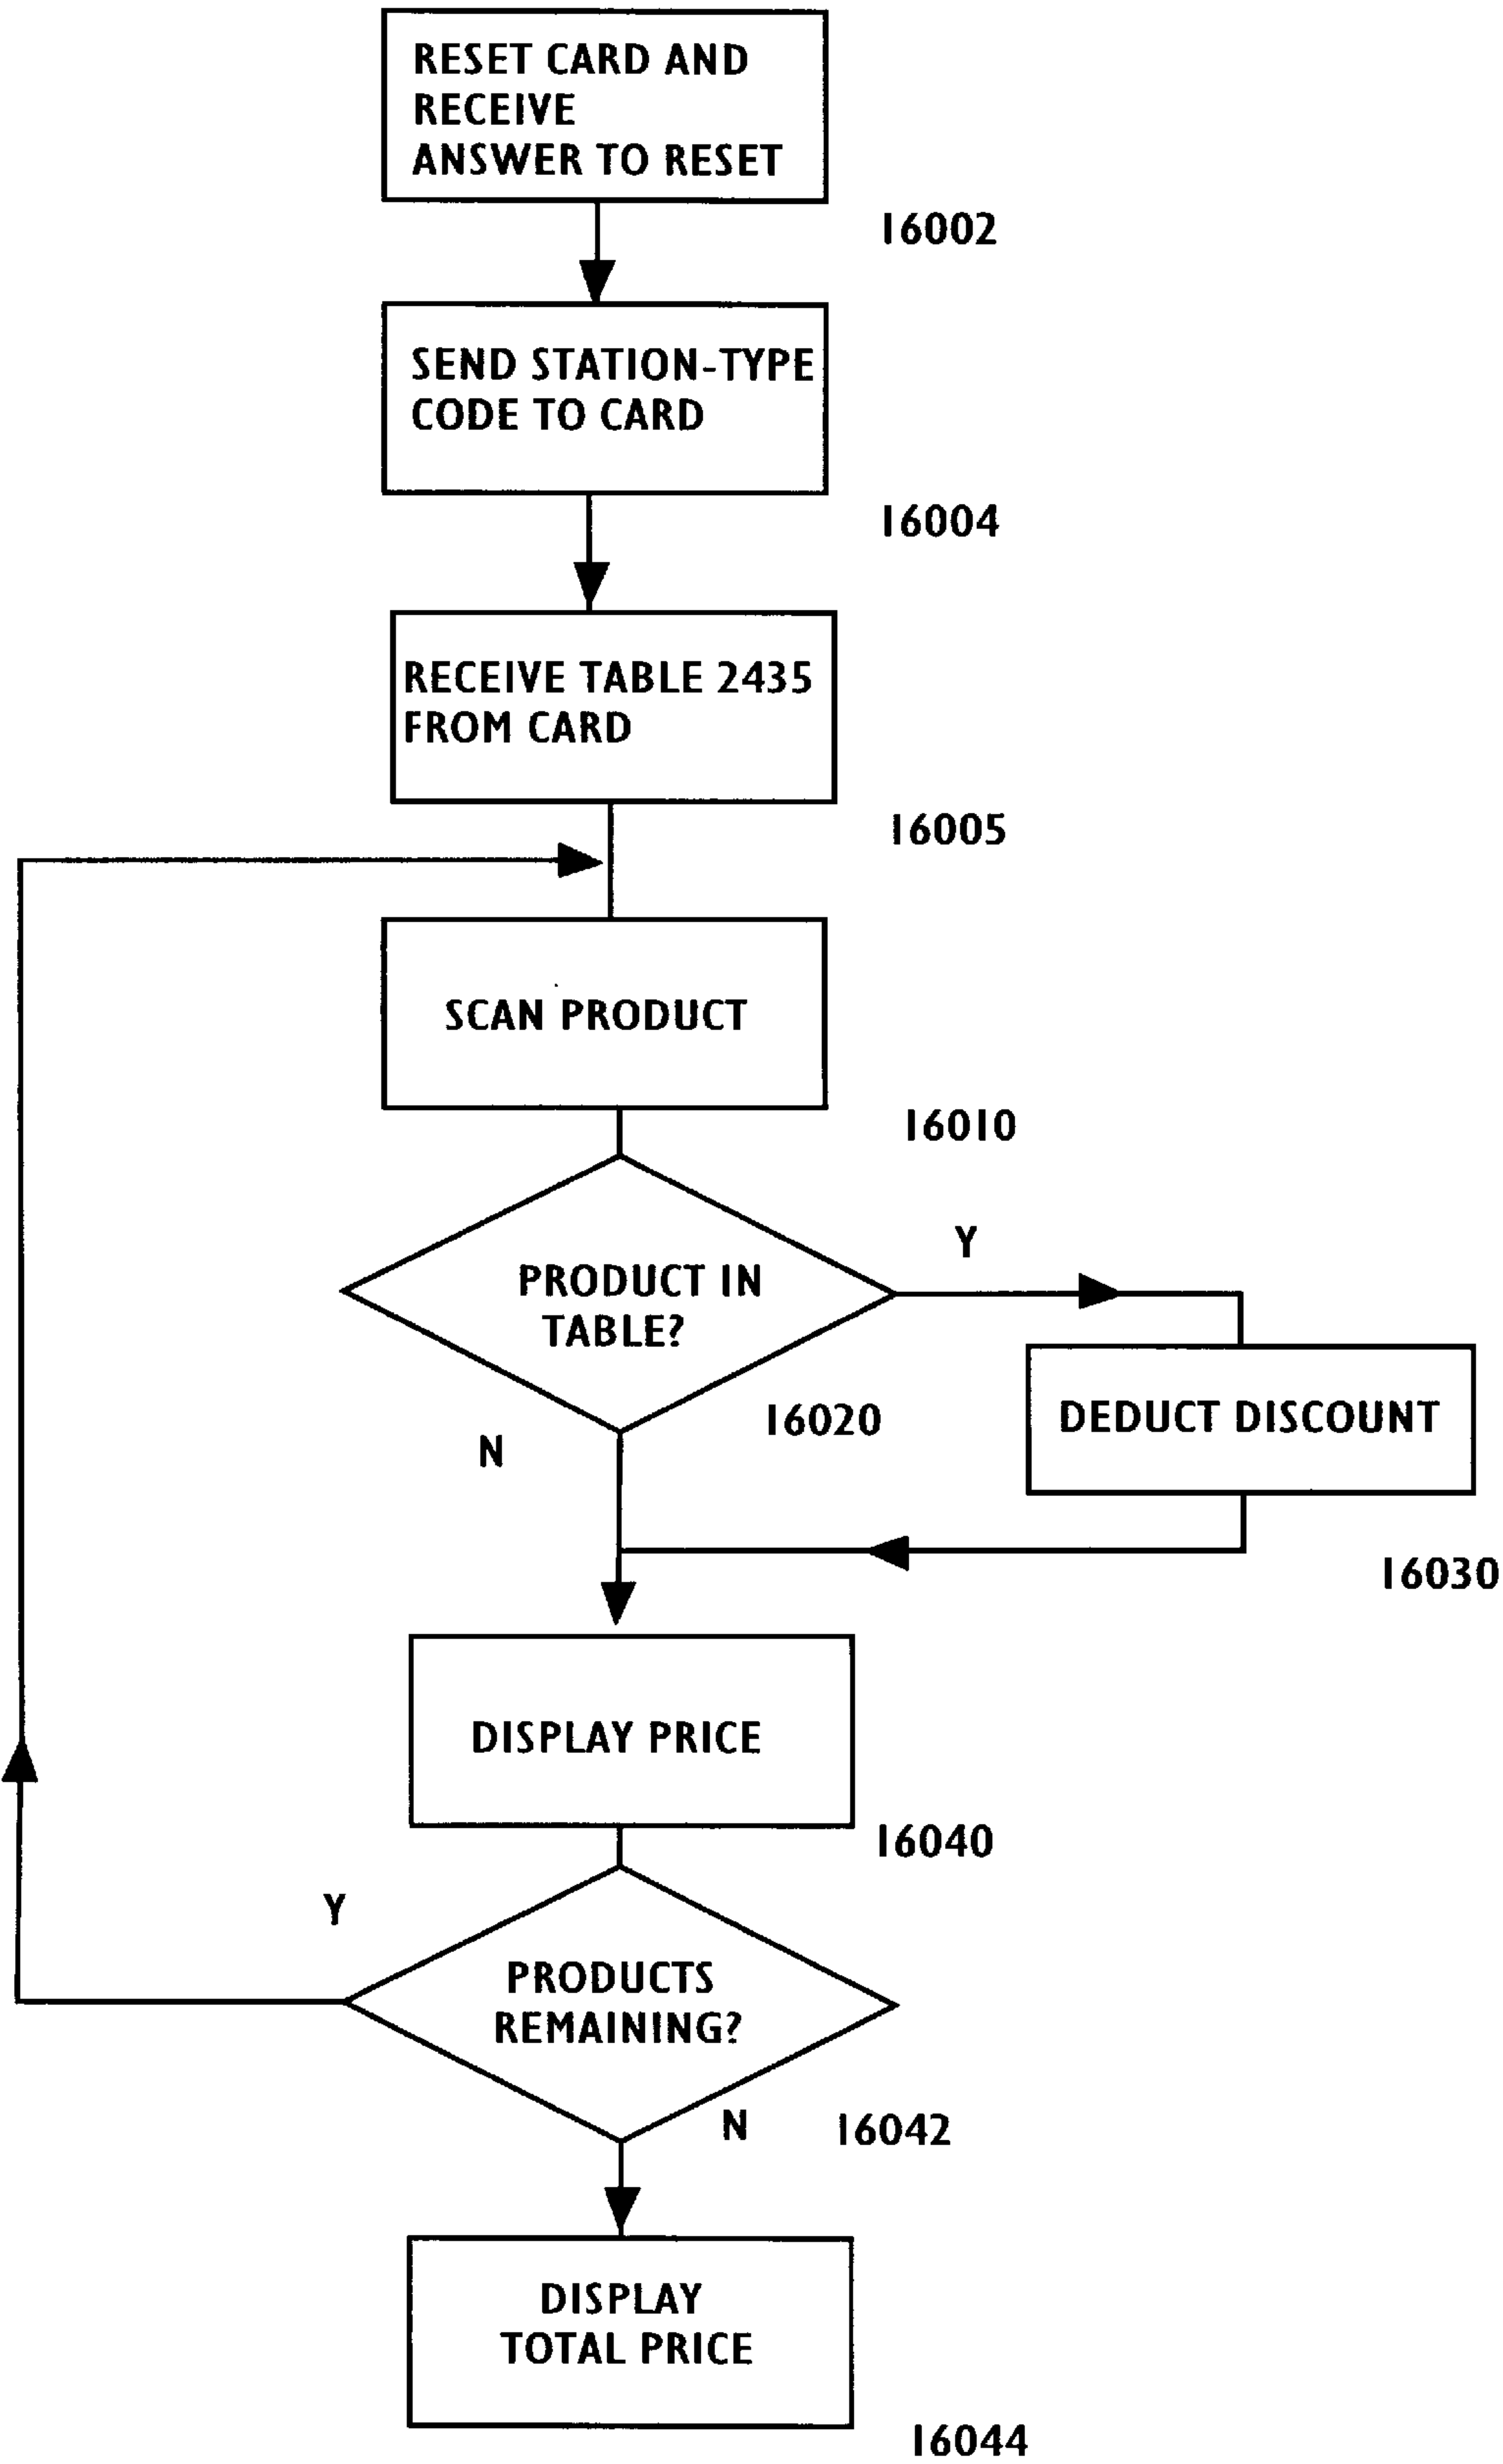 RESET CARD AND
RECEIVE
ANSWER TO RESET
16002
SEND STATION-TYPE
CODE TO CARD
16004
RECEIVE TABLE 2435
FROM CARD
16005
SCAN PRODUCT
16010
Y
PRODUCT IN
TABLE?
16020
N
DEDUCT DISCOUNT
16030
DISPLAY PRICE
16040
Y
PRODUCTS
REMAINING?
N
16042
DISPLAY
TOTAL PRICE
16044